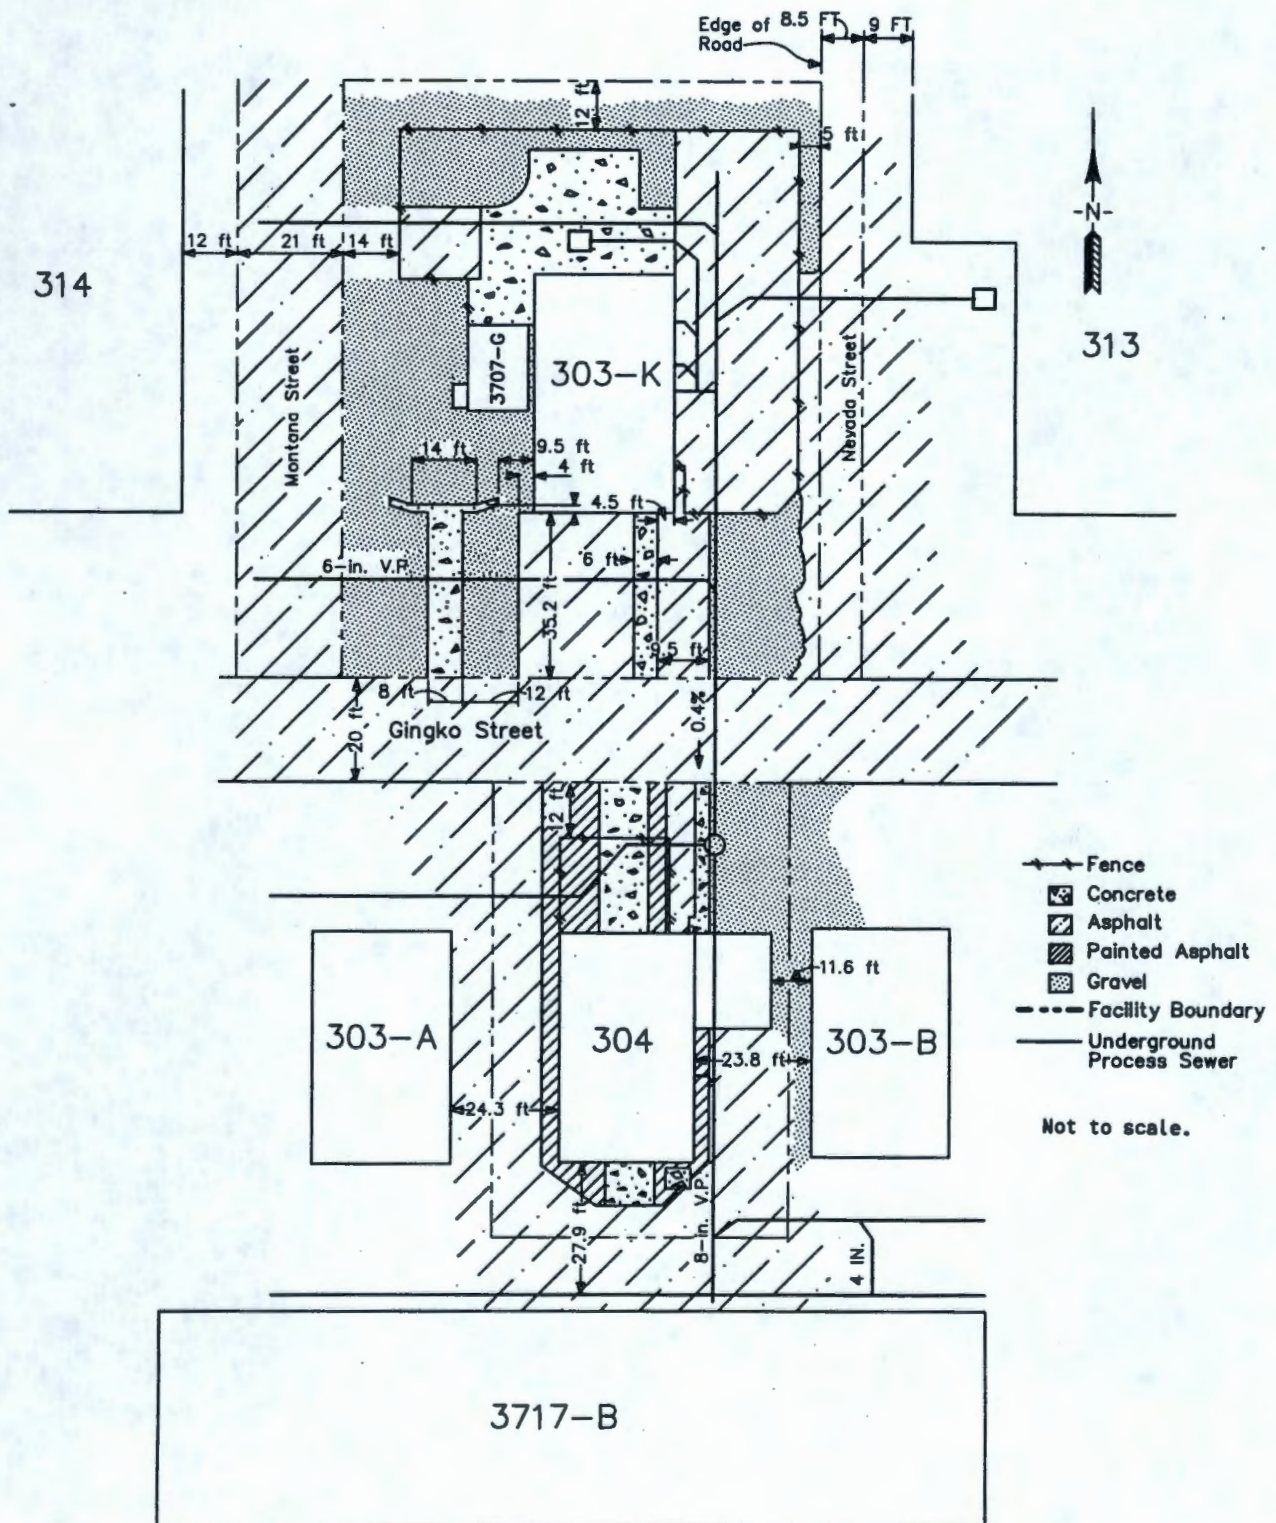 Edge of
Road
8.5 FT
9 FT
12 ft
5 ft
-N-
12 ft
21 ft
14 ft
314
313
Montana Street
3707-G
303-K
Nevada Street
14 ft
9.5 ft
4 ft
4.5 ft
6-in. V.P.
6 ft
35.2 ft
9.5 ft
8 ft
12 ft
20 ft
Gingko Street
0.4%
12 ft
Fence
Concrete
Asphalt
Painted Asphalt
Gravel
Facility Boundary
Underground
Process Sewer
11.6 ft
303-A
304
303-B
23.8 ft
24.3 ft
Not to scale.
27.9 ft
8-in. V.P.
4 IN.
3717-B